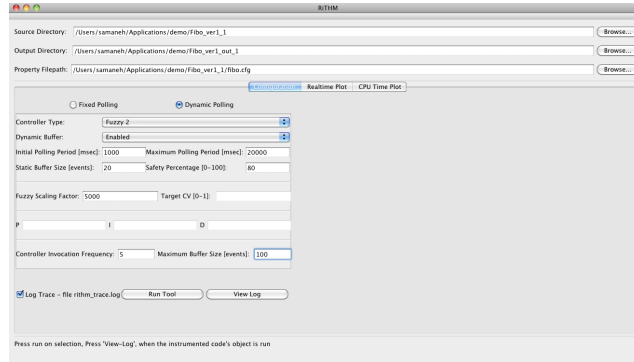 RiTHM
Source Directory: /Users/samaneh/Applications/demo/Fibo_ver1_1 Browse...
Output Directory: /Users/samaneh/Applications/demo/Fibo_ver1_out_1 Browse...
Property Filepath: /Users/samaneh/Applications/demo/Fibo_ver1_1/fibo.cfg Browse...
Configuration Realtime Plot CPU Time Plot
Fixed Polling Dynamic Polling
Controller Type: Fuzzy 2
Dynamic Buffer: Enabled
Initial Polling Period [msec]: 1000 Maximum Polling Period [msec]: 20000
Static Buffer Size [events]: 20 Safety Percentage [0-100]: 80
Fuzzy Scaling Factor: 5000 Target CV [0-1]:
P I D
Controller Invocation Frequency: 5 Maximum Buffer Size [events]: 100
Log Trace - file rithm_trace.log Run Tool View Log
Press run on selection, Press 'View-Log', when the instrumented code's object is run